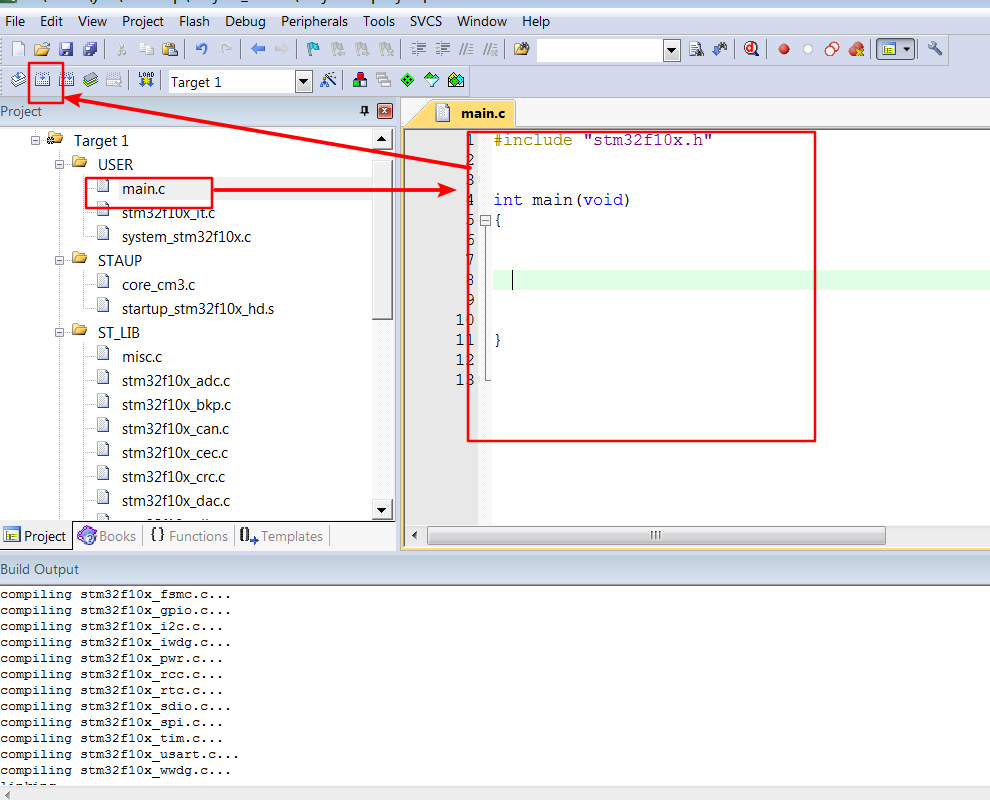 File Edit View Project Flash Debug Peripherals Tools SVCS Window Help
LOAD
Target 1
Project
main.c
Target 1
USER
main.c
stm32f10x_it.c
system_stm32f10x.c
STAUP
core_cm3.c
startup_stm32f10x_hd.s
ST_LIB
misc.c
stm32f10x_adc.c
stm32f10x_bkp.c
stm32f10x_can.c
stm32f10x_cec.c
stm32f10x_crc.c
stm32f10x_dac.c
1 #include "stm32f10x.h"
2
3
4 int main(void)
5 {
6
7
8
9
10
11 }
12
13
Project Books {} Functions Templates
Build Output
compiling stm32f10x_fsmc.c...
compiling stm32f10x_gpio.c...
compiling stm32f10x_i2c.c...
compiling stm32f10x_iwdg.c...
compiling stm32f10x_pwr.c...
compiling stm32f10x_rcc.c...
compiling stm32f10x_rtc.c...
compiling stm32f10x_sdio.c...
compiling stm32f10x_spi.c...
compiling stm32f10x_tim.c...
compiling stm32f10x_usart.c...
compiling stm32f10x_wwdg.c...
linking...